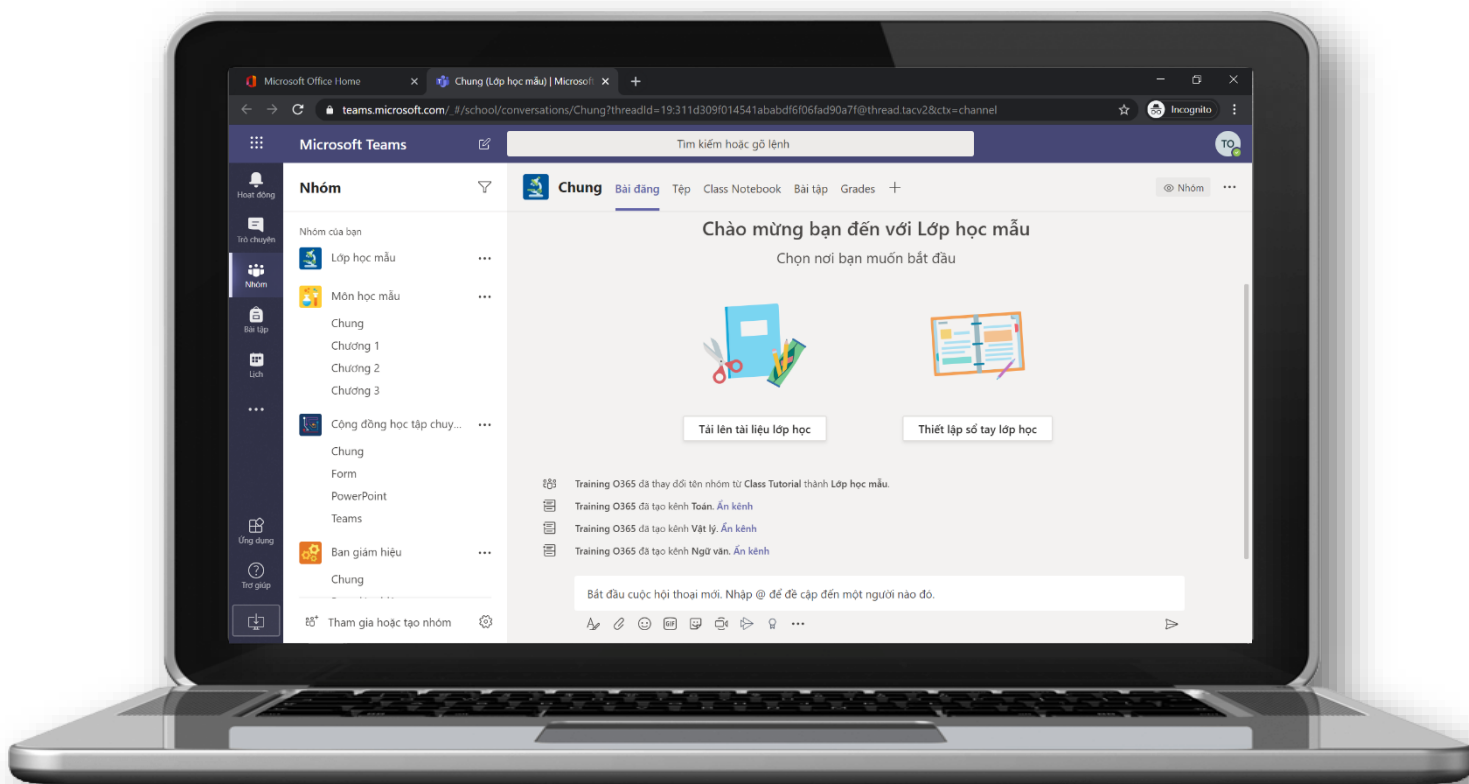 Microsoft Office Home
Chung (Lớp học mẫu) | Microsoft
teams.microsoft.com/_#/school/conversations/Chung?threadId=19:311d309f014541ababdf6f06fad90a7f@thread.tacv2&ctx=channel
Incognito
Microsoft Teams
Tìm kiếm hoặc gõ lệnh
TO
Hoạt động
Trò chuyện
Nhóm
Bài tập
Lịch
Ứng dụng
Trợ giúp
Nhóm
Nhóm của bạn
Lớp học mẫu
Môn học mẫu
Chung
Chương 1
Chương 2
Chương 3
Cộng đồng học tập chuy...
Chung
Form
PowerPoint
Teams
Ban giám hiệu
Chung
Tham gia hoặc tạo nhóm
Chung Bài đăng Tệp Class Notebook Bài tập Grades
Nhóm
Chào mừng bạn đến với Lớp học mẫu
Chọn nơi bạn muốn bắt đầu
Tải lên tài liệu lớp học
Thiết lập sổ tay lớp học
Training O365 đã thay đổi tên nhóm từ Class Tutorial thành Lớp học mẫu.
Training O365 đã tạo kênh Toán. Ẩn kênh
Training O365 đã tạo kênh Vật lý. Ẩn kênh
Training O365 đã tạo kênh Ngữ văn. Ẩn kênh
Bắt đầu cuộc hội thoại mới. Nhập @ để đề cập đến một người nào đó.
GIF